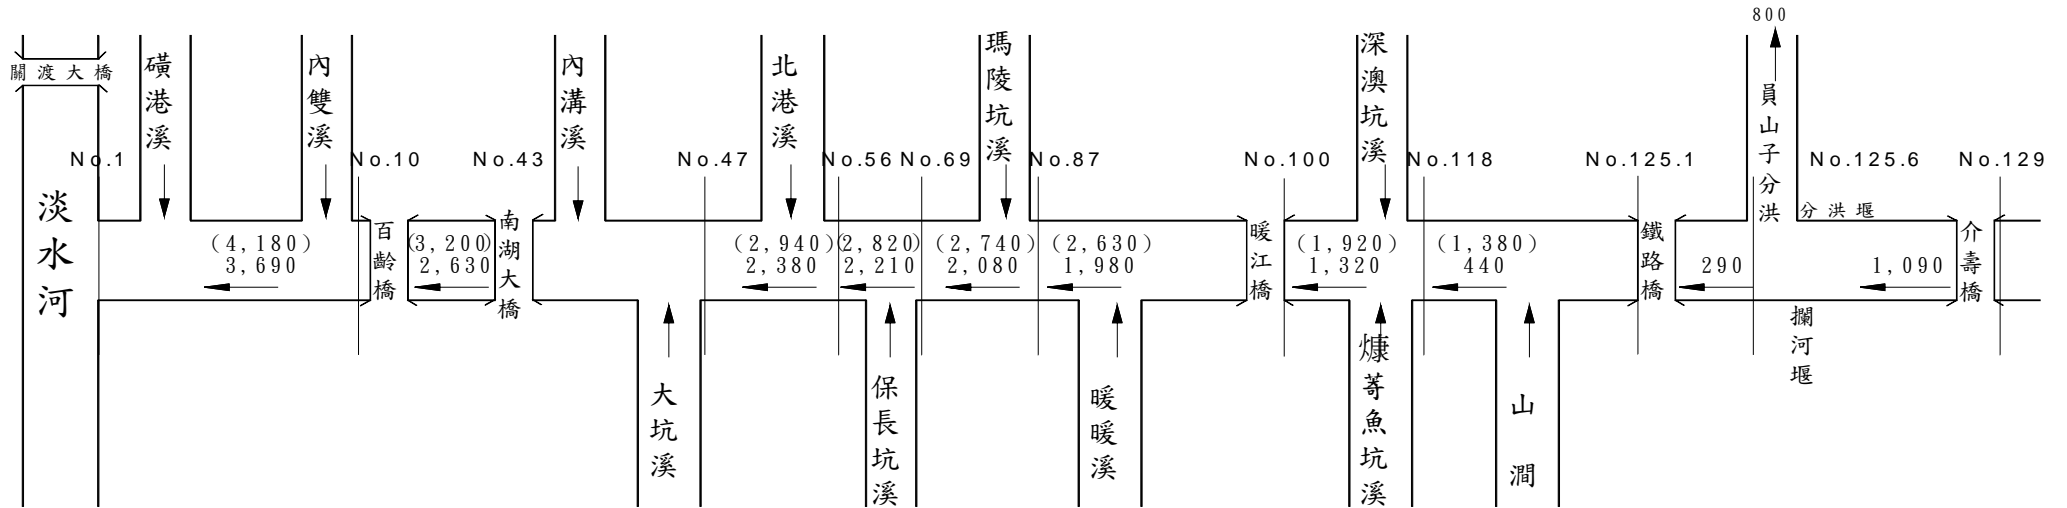 800
關渡大橋
磺港溪
內雙溪
內溝溪
北港溪
瑪陵坑溪
深澳坑溪
員山子分洪
No.1
No.10
No.43
No.47
No.56
No.69
No.87
No.100
No.118
No.125.1
No.125.6
No.129
淡水河
百齡橋
南湖大橋
暖江橋
鐵路橋
分洪堰
介壽橋
(4,180)
3,690
(3,200)
2,630
(2,940)
2,380
(2,820)
2,210
(2,740)
2,080
(2,630)
1,980
(1,920)
1,320
(1,380)
440
290
1,090
攔河堰
大坑溪
保長坑溪
暖暖溪
㷍䓫魚坑溪
山澗